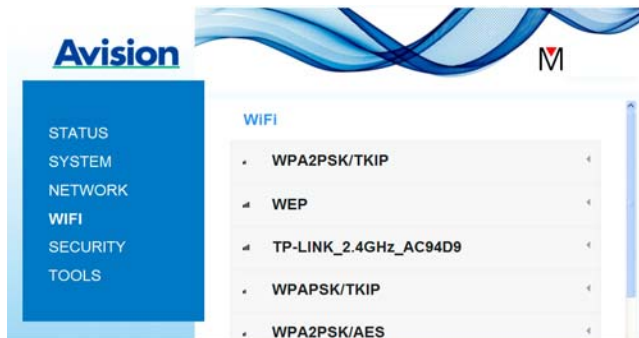 Avision
M
STATUS
SYSTEM
NETWORK
WIFI
SECURITY
TOOLS
WiFi
WPA2PSK/TKIP
WEP
TP-LINK_2.4GHz_AC94D9
WPAPSK/TKIP
WPA2PSK/AES